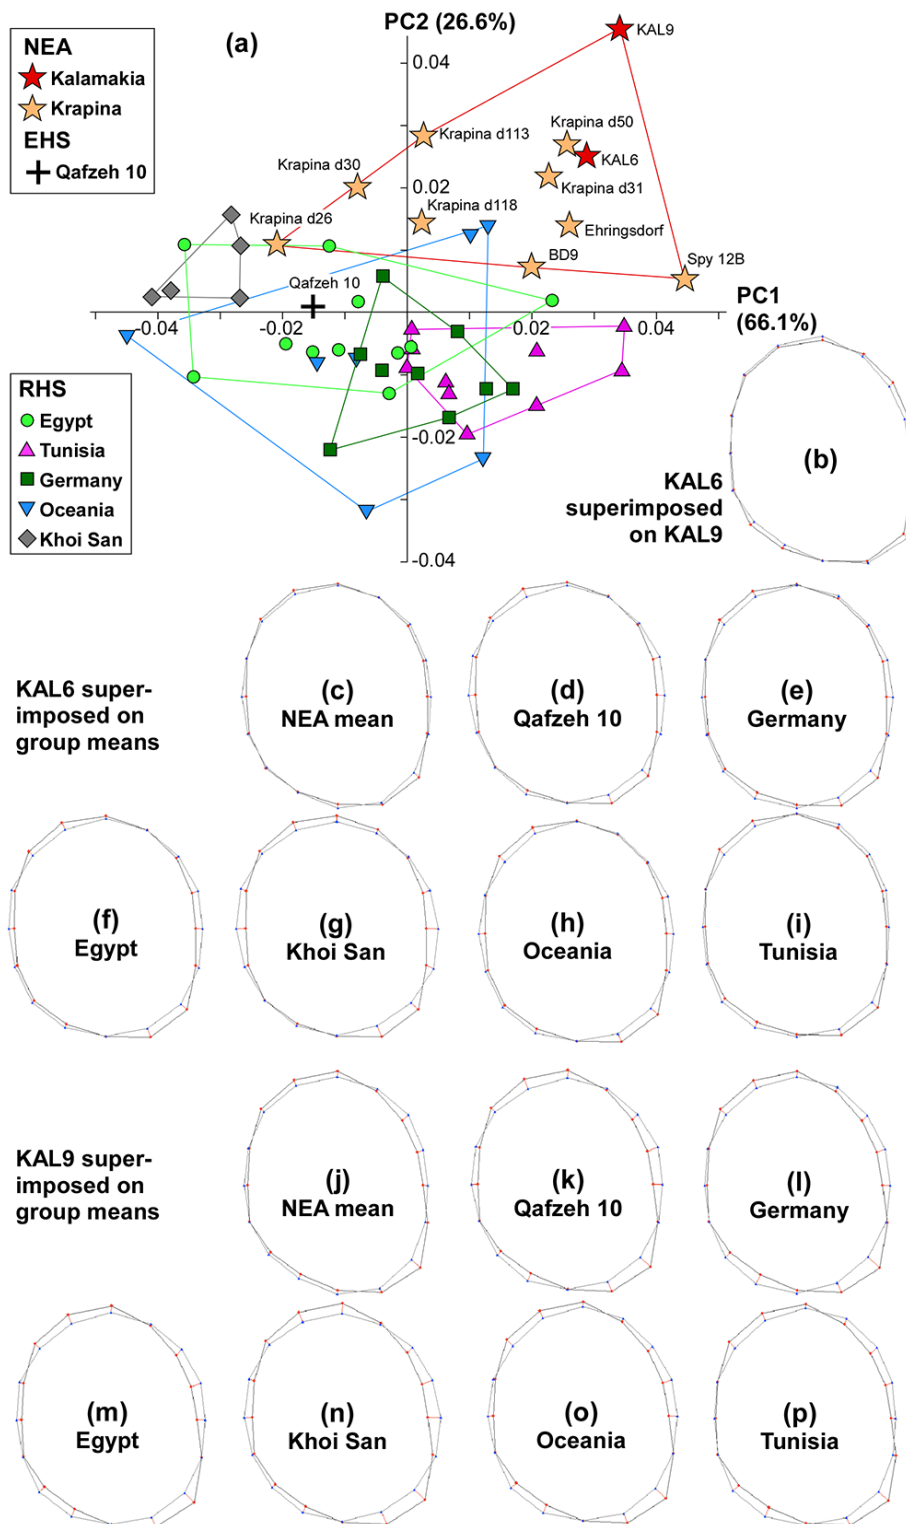 PC2 (26.6%)
(a)
NEA
Kalamakia
Krapina
EHS
Qafzeh 10
0.04
KAL9
Krapina d113
Krapina d50
KAL6
Krapina d30
Krapina d31
0.02
Krapina d118
Krapina d26
Ehringsdorf
BD9
Spy 12B
Qafzeh 10
PC1
(66.1%)
-0.04
-0.02
0.02
0.04
RHS
Egypt
Tunisia
Germany
Oceania
Khoi San
-0.02
-0.04
(b)
KAL6
superimposed
on KAL9
KAL6 super-
imposed on
group means
(c)
NEA mean
(d)
Qafzeh 10
(e)
Germany
(f)
Egypt
(g)
Khoi San
(h)
Oceania
(i)
Tunisia
KAL9 super-
imposed on
group means
(j)
NEA mean
(k)
Qafzeh 10
(l)
Germany
(m)
Egypt
(n)
Khoi San
(o)
Oceania
(p)
Tunisia